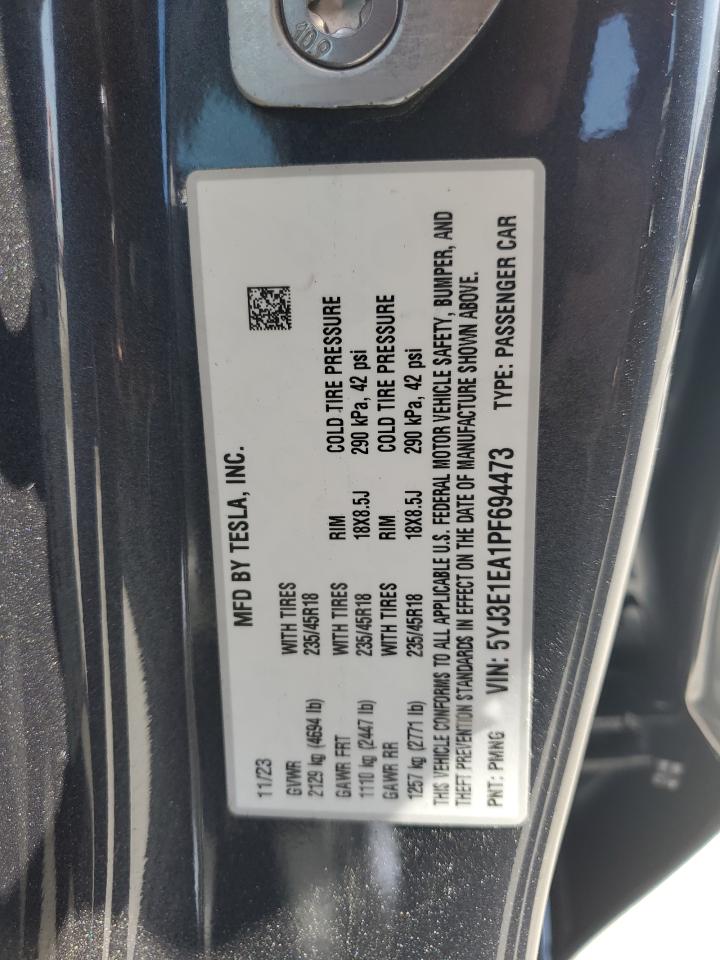 109
MFD BY TESLA, INC.
11/23
GVWR WITH TIRES
2129 kg (4694 lb) 235/45R18
GAWR FRT WITH TIRES RIM COLD TIRE PRESSURE
1110 kg (2447 lb) 235/45R18 18X8.5J 290 kPa, 42 psi
GAWR RR WITH TIRES RIM COLD TIRE PRESSURE
1257 kg (2771 lb) 235/45R18 18X8.5J 290 kPa, 42 psi
THIS VEHICLE CONFORMS TO ALL APPLICABLE U.S. FEDERAL MOTOR VEHICLE SAFETY, BUMPER, AND
THEFT PREVENTION STANDARDS IN EFFECT ON THE DATE OF MANUFACTURE SHOWN ABOVE.
PNT: PMNG VIN: 5YJ3E1EA1PF694473 TYPE: PASSENGER CAR